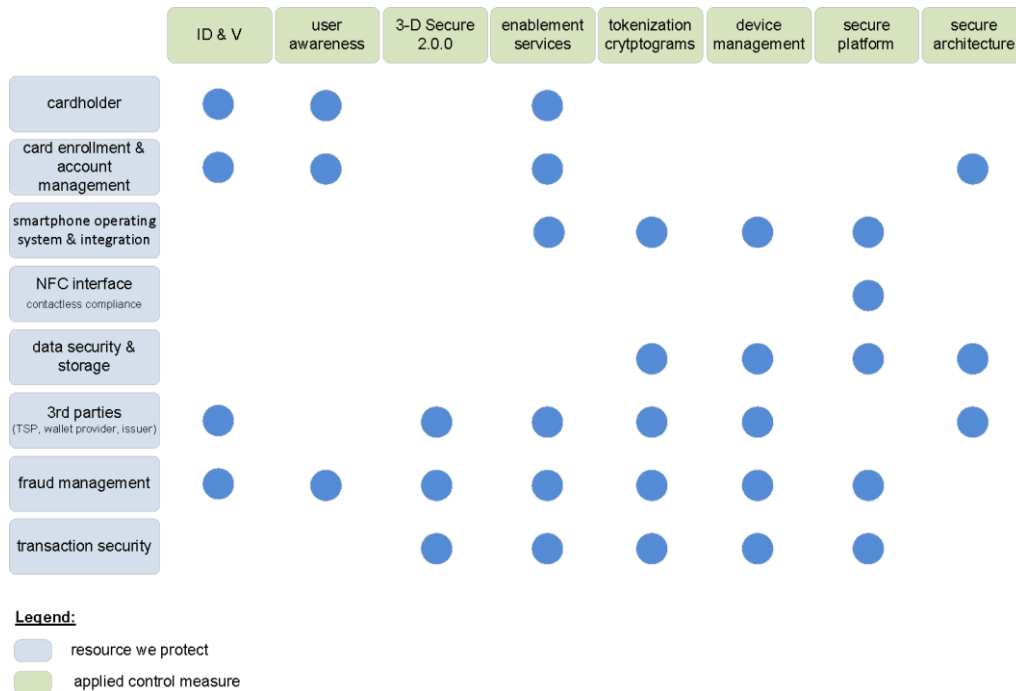 ID & V
user
awareness
3-D Secure
2.0.0
enablement
services
tokenization
crytptograms
device
management
secure
platform
secure
architecture
cardholder
card enrollment &
account
management
smartphone operating
system & integration
NFC interface
contactless compliance
data security &
storage
3rd parties
(TSP, wallet provider, issuer)
fraud management
transaction security
Legend:
resource we protect
applied control measure